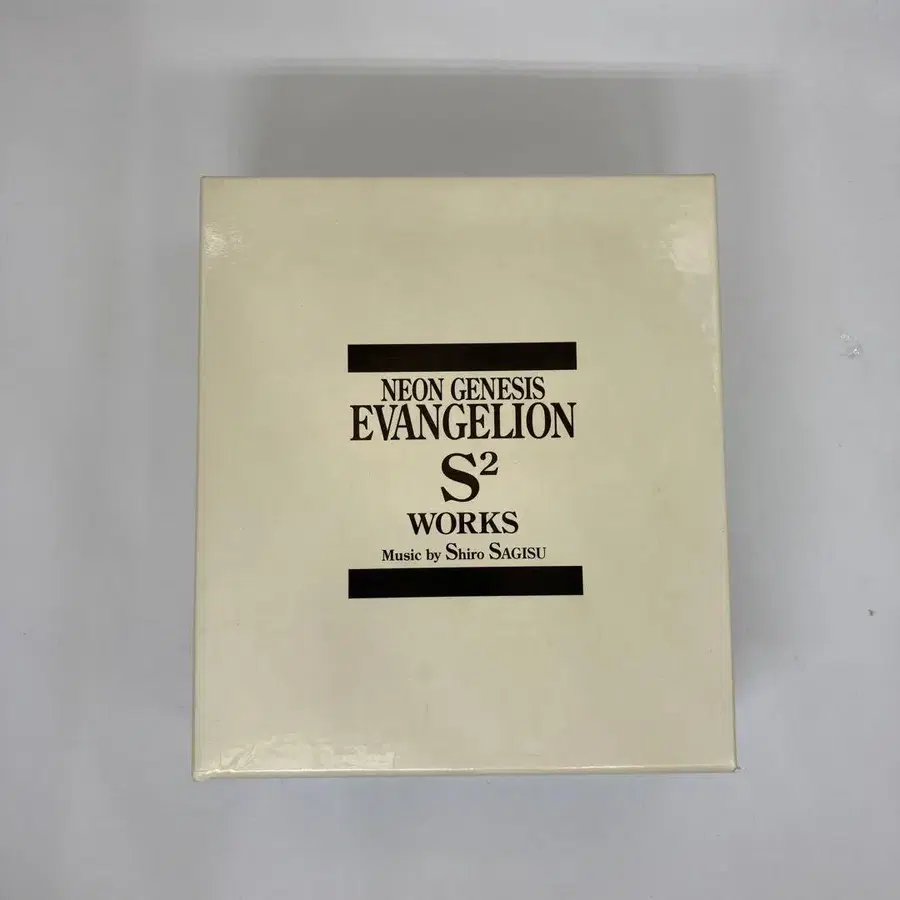 NEON GENESIS
EVANGELION
S²
WORKS
Music by Shiro SAGISU